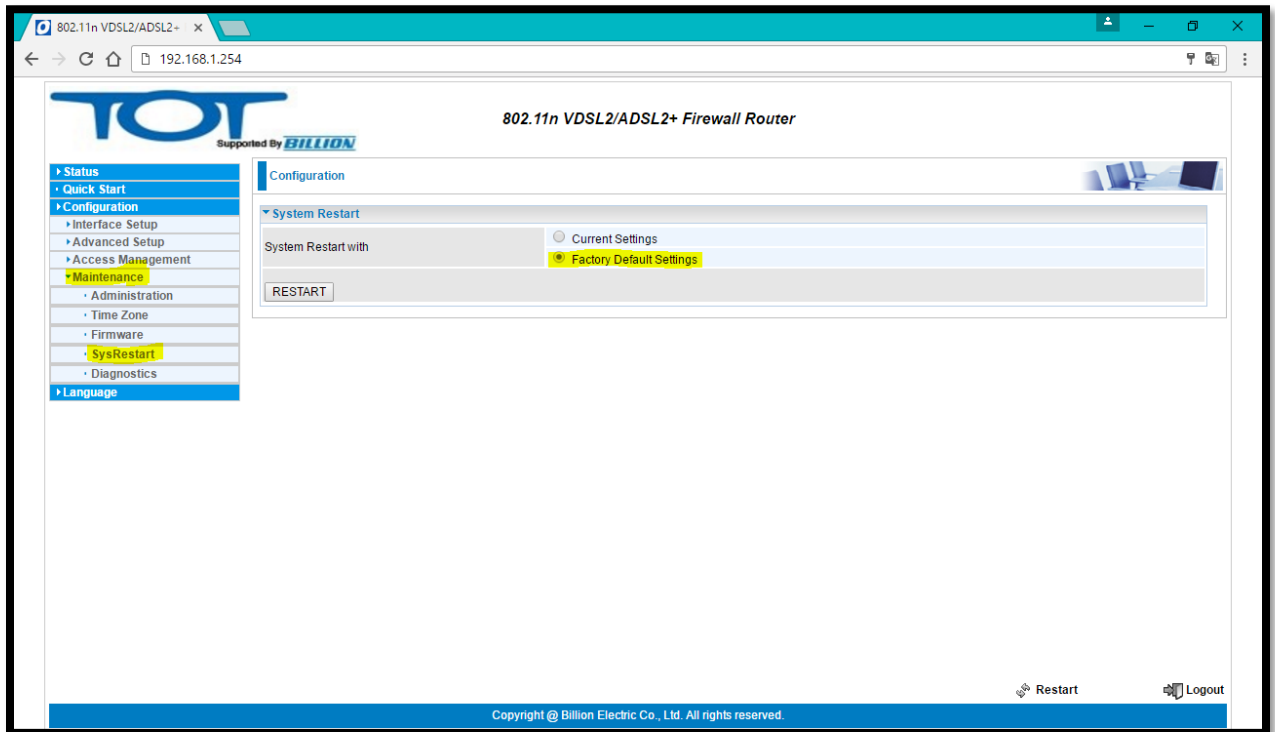 802.11n VDSL2/ADSL2+
192.168.1.254
TOT
Supported By BILLION
802.11n VDSL2/ADSL2+ Firewall Router
Status
Quick Start
Configuration
Interface Setup
Advanced Setup
Access Management
Maintenance
Administration
Time Zone
Firmware
SysRestart
Diagnostics
Language
Configuration
System Restart
System Restart with
Current Settings
Factory Default Settings
RESTART
Restart
Logout
Copyright @ Billion Electric Co., Ltd. All rights reserved.